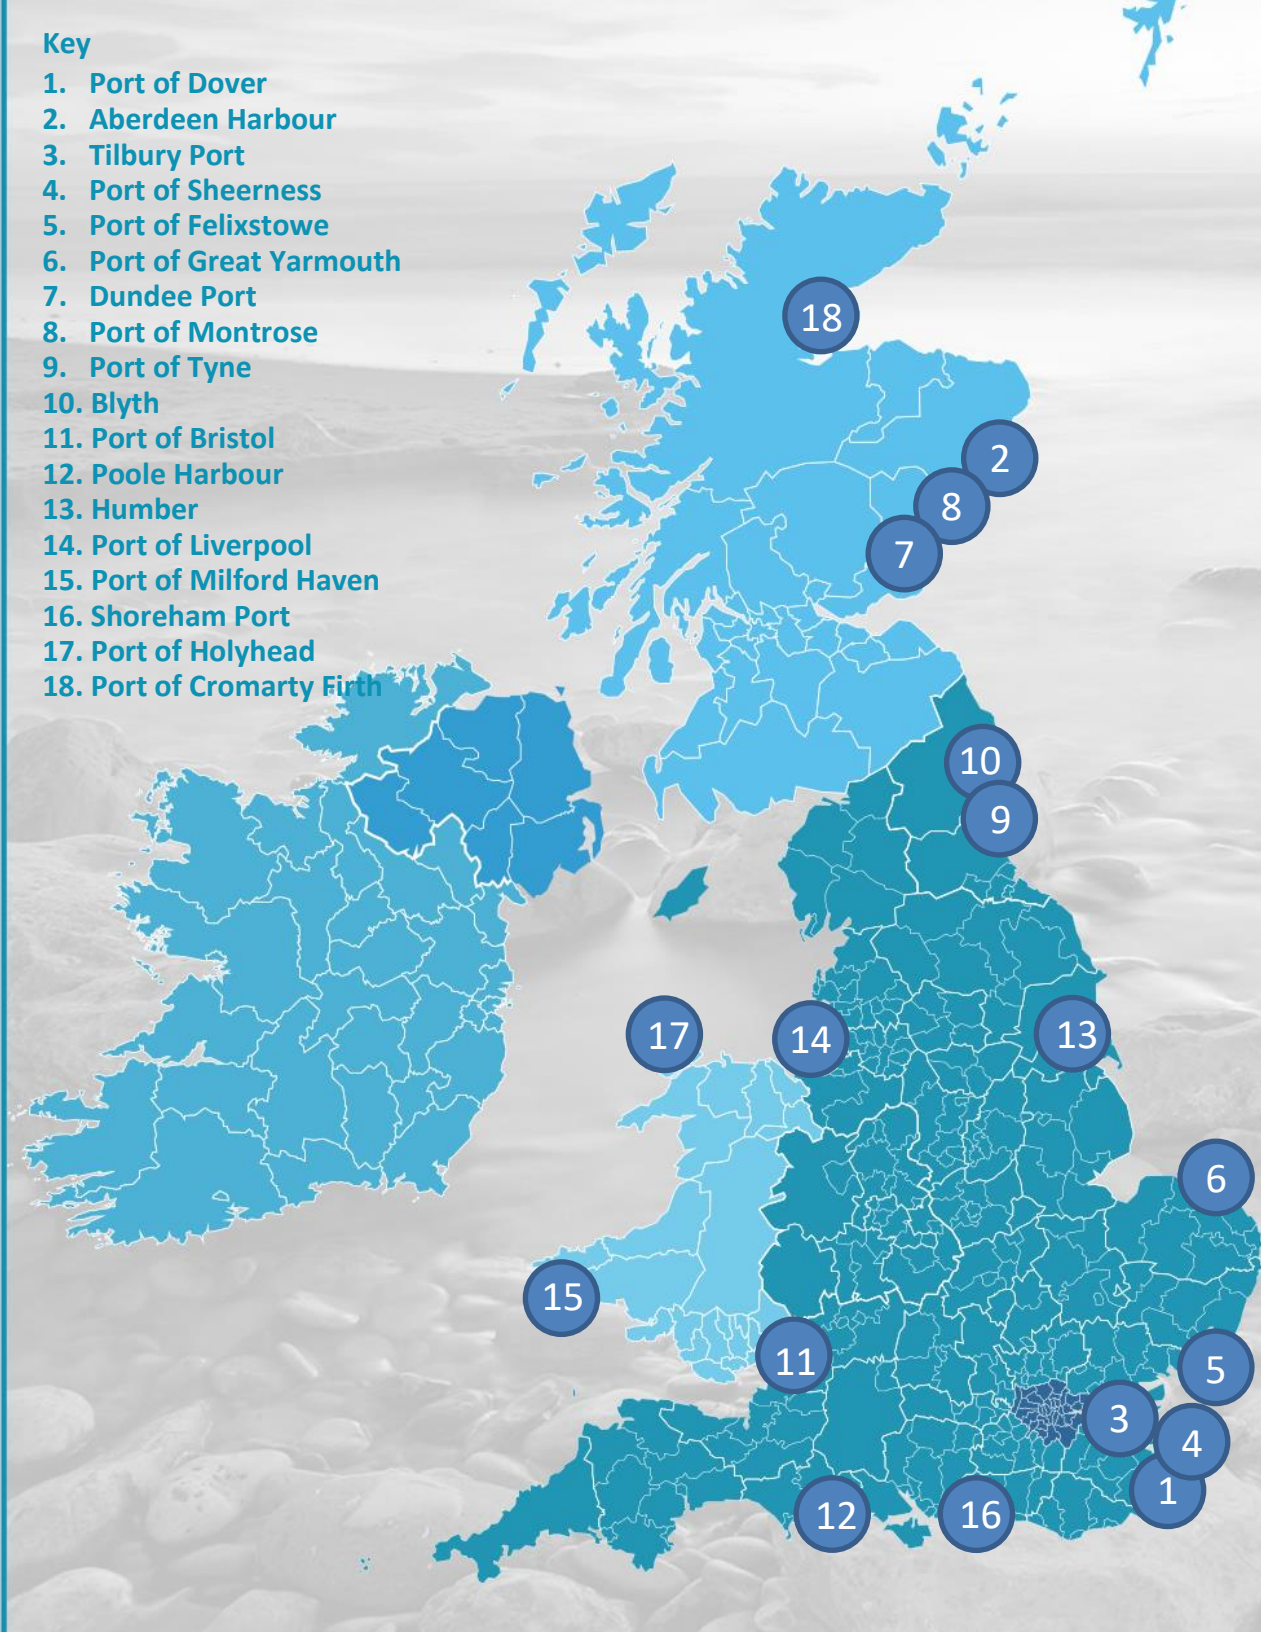 Key
1. Port of Dover
2. Aberdeen Harbour
3. Tilbury Port
4. Port of Sheerness
5. Port of Felixstowe
6. Port of Great Yarmouth
7. Dundee Port
8. Port of Montrose
9. Port of Tyne
10. Blyth
11. Port of Bristol
12. Poole Harbour
13. Humber
14. Port of Liverpool
15. Port of Milford Haven
16. Shoreham Port
17. Port of Holyhead
18. Port of Cromarty Firth
18
2
8
7
10
9
17
14
13
6
15
11
5
3
4
1
12
16